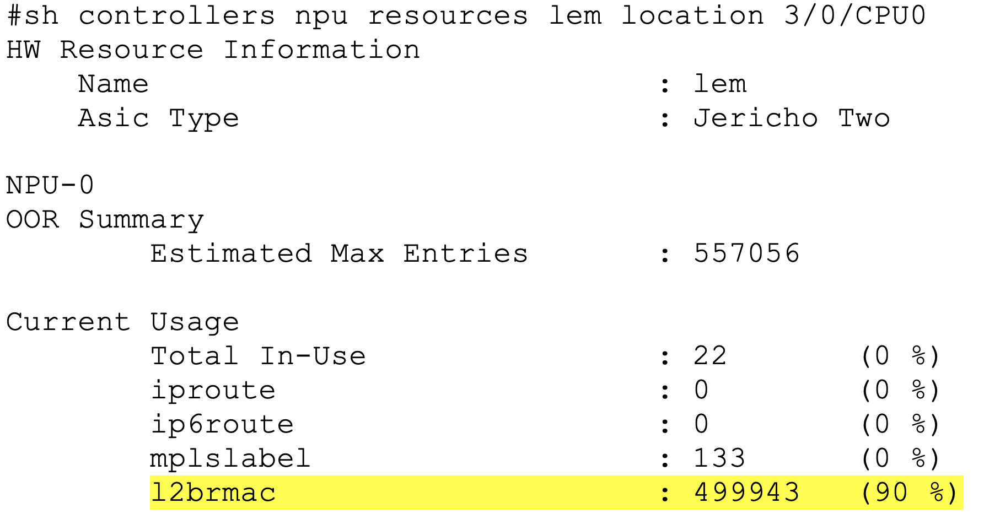 #sh controllers npu resources lem location 3/0/CPU0
HW Resource Information
    Name                            : lem
    Asic Type                       : Jericho Two

NPU-0
OOR Summary
        Estimated Max Entries       : 557056

Current Usage
        Total In-Use                : 22       (0 %)
        iproute                     : 0        (0 %)
        ip6route                    : 0        (0 %)
        mplslabel                   : 133      (0 %)
        l2brmac                     : 499943   (90 %)